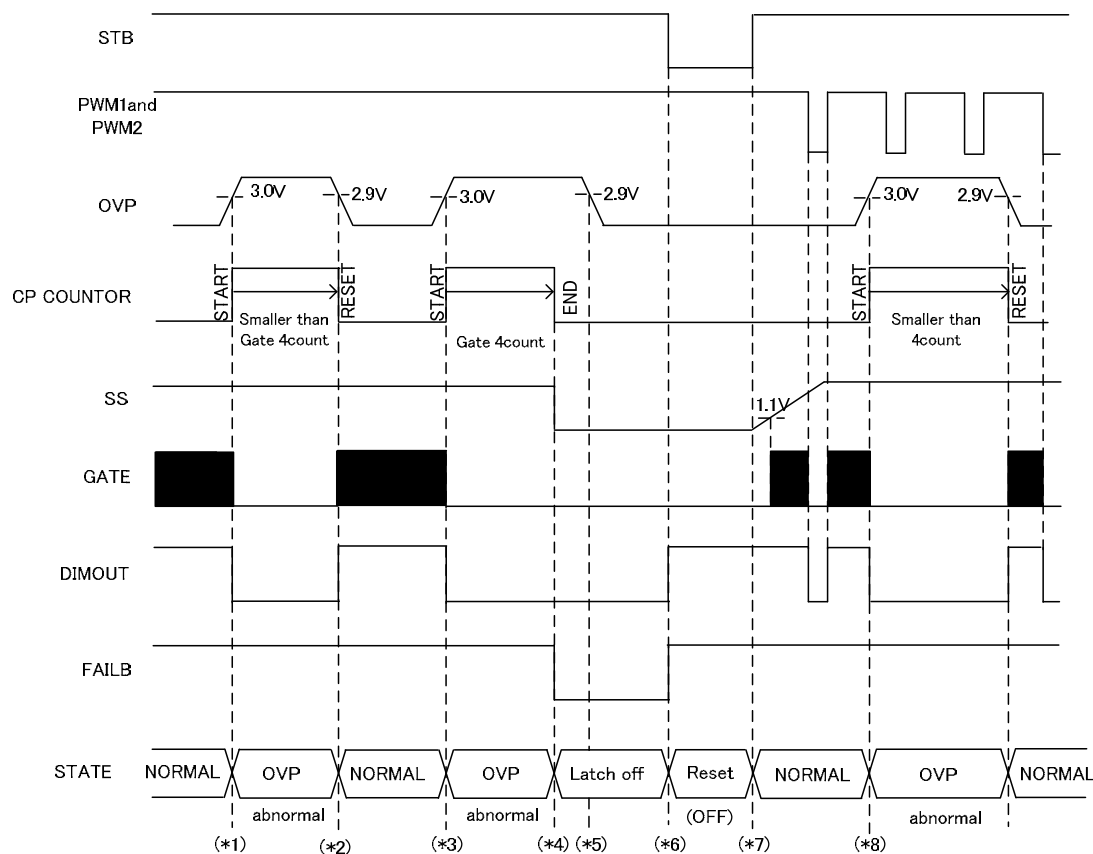 STB
PWM1and
PWM2
OVP
3.0V
2.9V
3.0V
2.9V
3.0V
2.9V
CP COUNTOR
START
RESET
START
END
START
RESET
Smaller than
Gate 4count
Gate 4count
Smaller than
4count
SS
1.1V
GATE
DIMOUT
FAILB
STATE
NORMAL
OVP
NORMAL
OVP
Latch off
Reset
NORMAL
OVP
NORMAL
abnormal
abnormal
(OFF)
abnormal
(*1)
(*2)
(*3)
(*4)
(*5)
(*6)
(*7)
(*8)